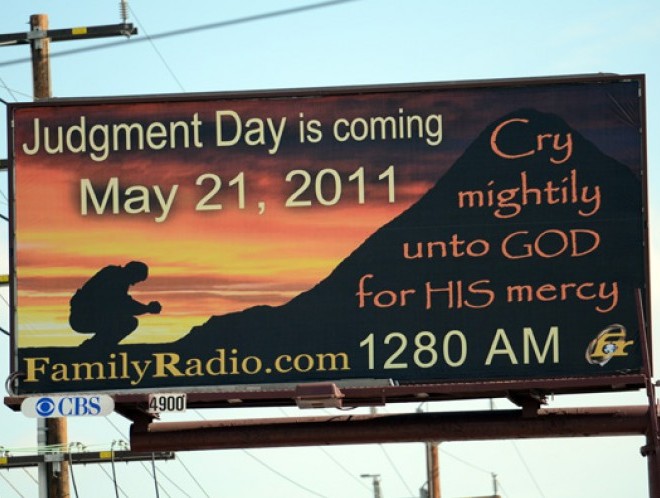 Judgment Day is coming
May 21, 2011
Cry
mightily
unto GOD
for HIS mercy
FamilyRadio.com 1280 AM
Fr
CBS
4900